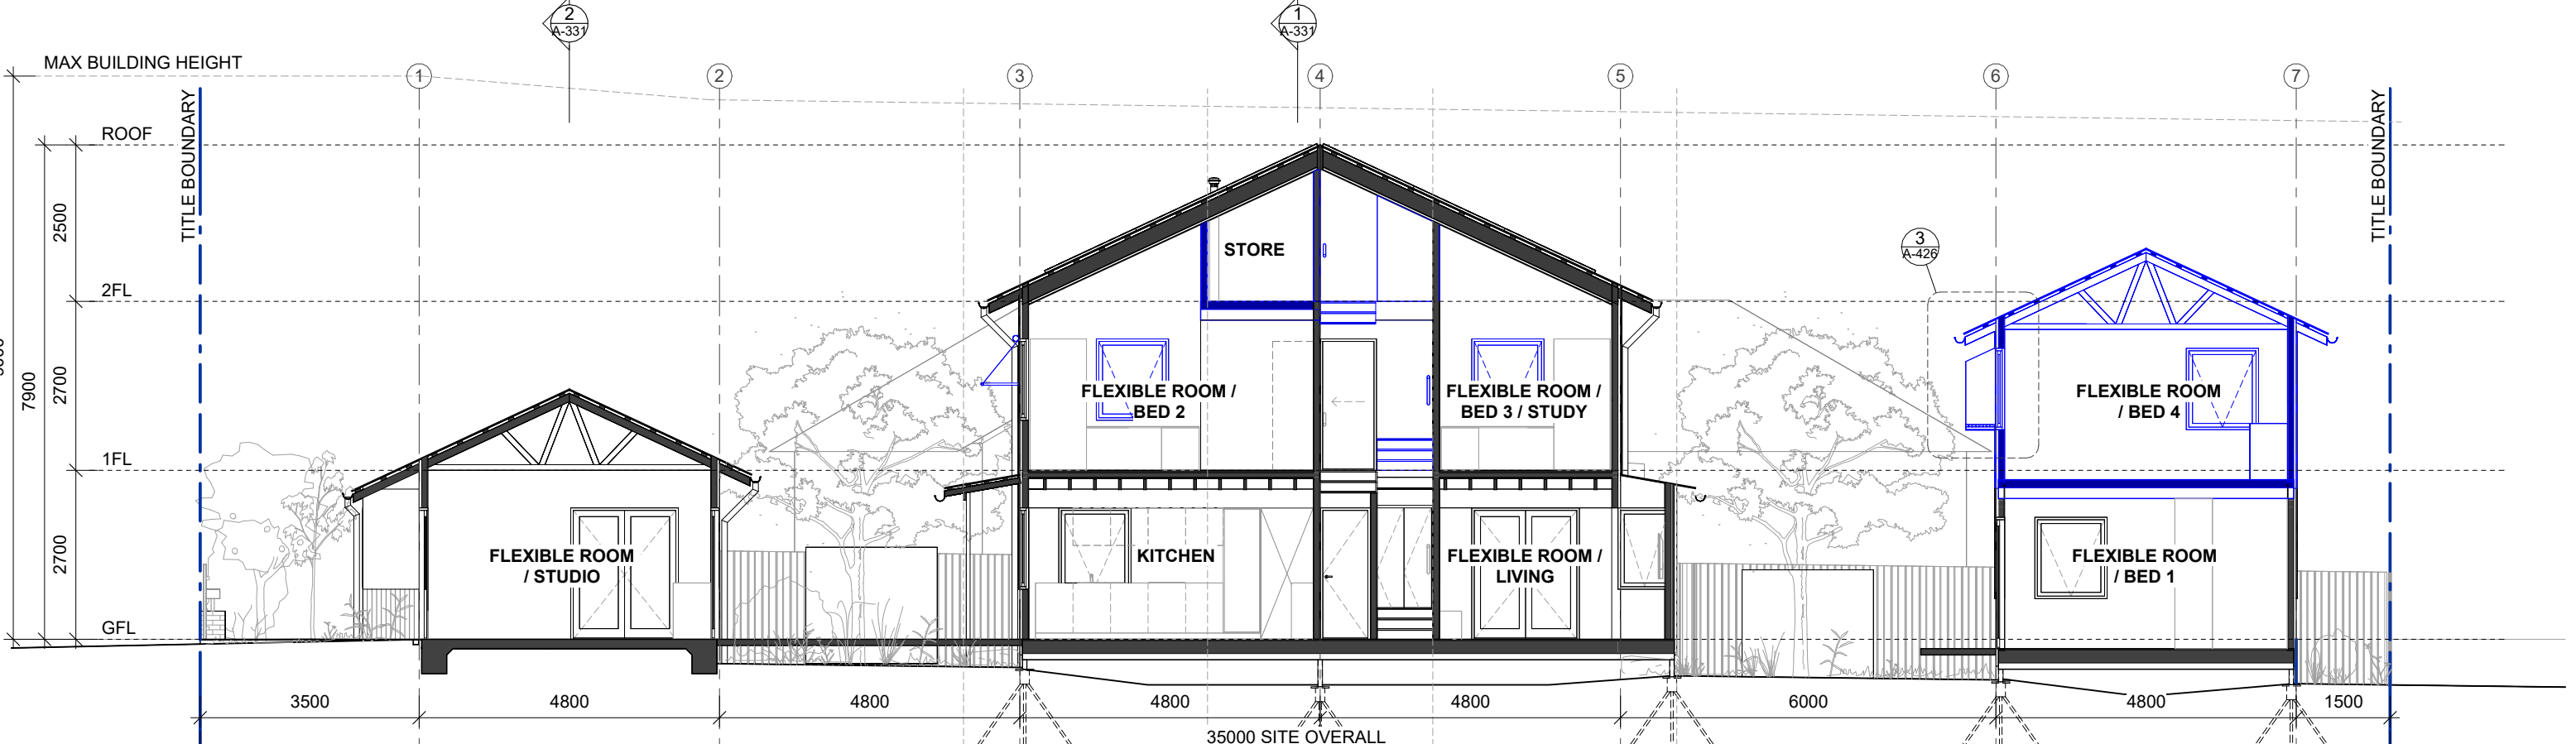 2
A-331
1
A-331
MAX BUILDING HEIGHT
1
2
3
4
5
6
7
TITLE BOUNDARY
TITLE BOUNDARY
ROOF
2500
STORE
3
A-426
2FL
7900
2700
FLEXIBLE ROOM /
BED 2
FLEXIBLE ROOM /
BED 3 / STUDY
FLEXIBLE ROOM
/ BED 4
1FL
2700
FLEXIBLE ROOM
/ STUDIO
KITCHEN
FLEXIBLE ROOM /
LIVING
FLEXIBLE ROOM
/ BED 1
GFL
3500
4800
4800
4800
4800
6000
4800
1500
35000 SITE OVERALL